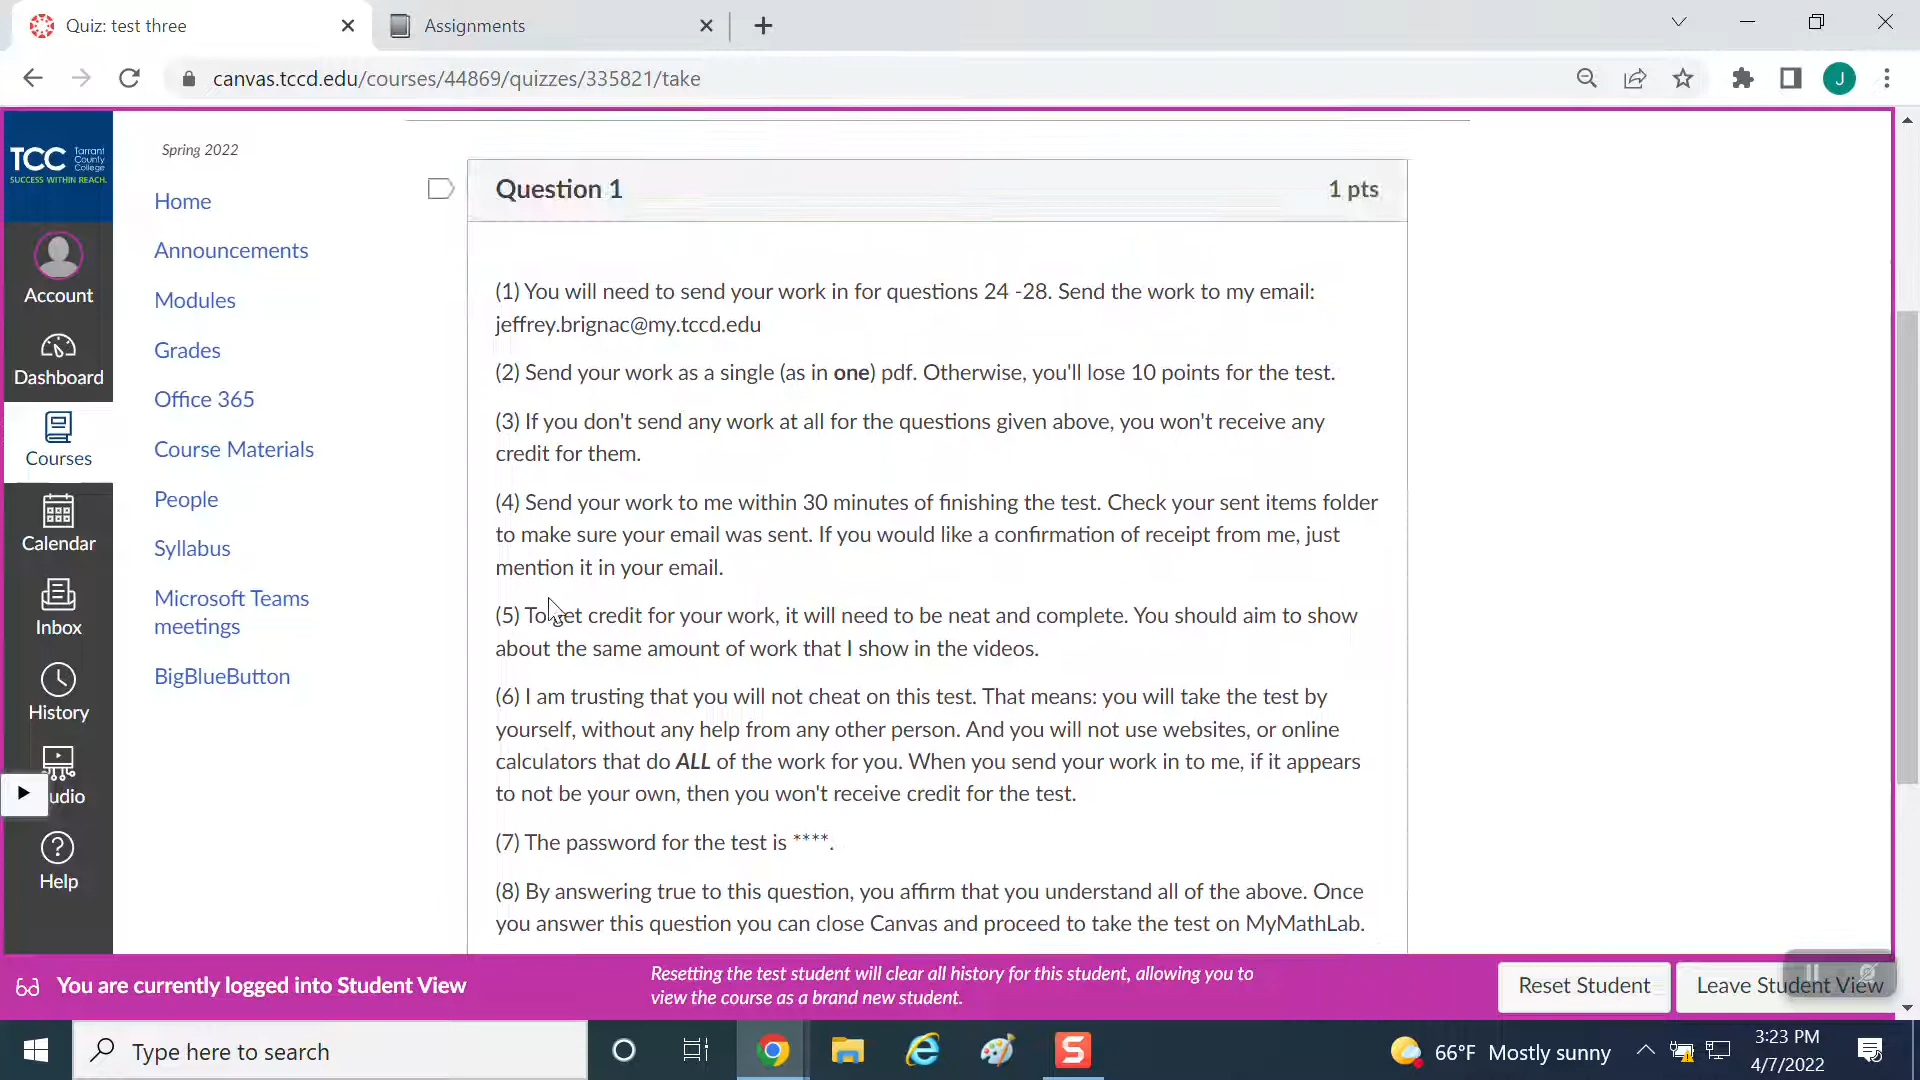 Quiz: test three
Assignments
canvas.tccd.edu/courses/44869/quizzes/335821/take
J
TCC Tarrant County College
SUCCESS WITHIN REACH.
Account
Dashboard
Courses
Calendar
Inbox
History
udio
Help
Spring 2022
Home
Announcements
Modules
Grades
Office 365
Course Materials
People
Syllabus
Microsoft Teams
meetings
BigBlueButton
Question 1
1 pts
(1) You will need to send your work in for questions 24 -28. Send the work to my email:
jeffrey.brignac@my.tccd.edu
(2) Send your work as a single (as in one) pdf. Otherwise, you'll lose 10 points for the test.
(3) If you don't send any work at all for the questions given above, you won't receive any
credit for them.
(4) Send your work to me within 30 minutes of finishing the test. Check your sent items folder
to make sure your email was sent. If you would like a confirmation of receipt from me, just
mention it in your email.
(5) To get credit for your work, it will need to be neat and complete. You should aim to show
about the same amount of work that I show in the videos.
(6) I am trusting that you will not cheat on this test. That means: you will take the test by
yourself, without any help from any other person. And you will not use websites, or online
calculators that do ALL of the work for you. When you send your work in to me, if it appears
to not be your own, then you won't receive credit for the test.
(7) The password for the test is ****.
(8) By answering true to this question, you affirm that you understand all of the above. Once
you answer this question you can close Canvas and proceed to take the test on MyMathLab.
You are currently logged into Student View
Resetting the test student will clear all history for this student, allowing you to
view the course as a brand new student.
Reset Student
Leave Student View
Type here to search
S
66°F Mostly sunny
3:23 PM
4/7/2022